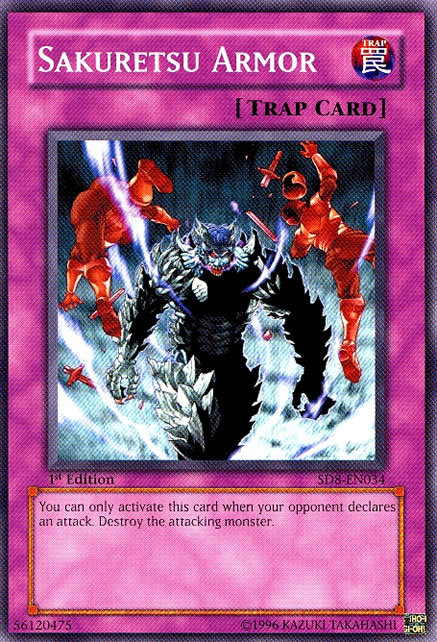 SAKURETSU ARMOR
TRAP
罠
[TRAP CARD]
1st Edition
SD8-EN034
You can only activate this card when your opponent declares
an attack. Destroy the attacking monster.
56120475
©1996 KAZUKI TAKAHASHI